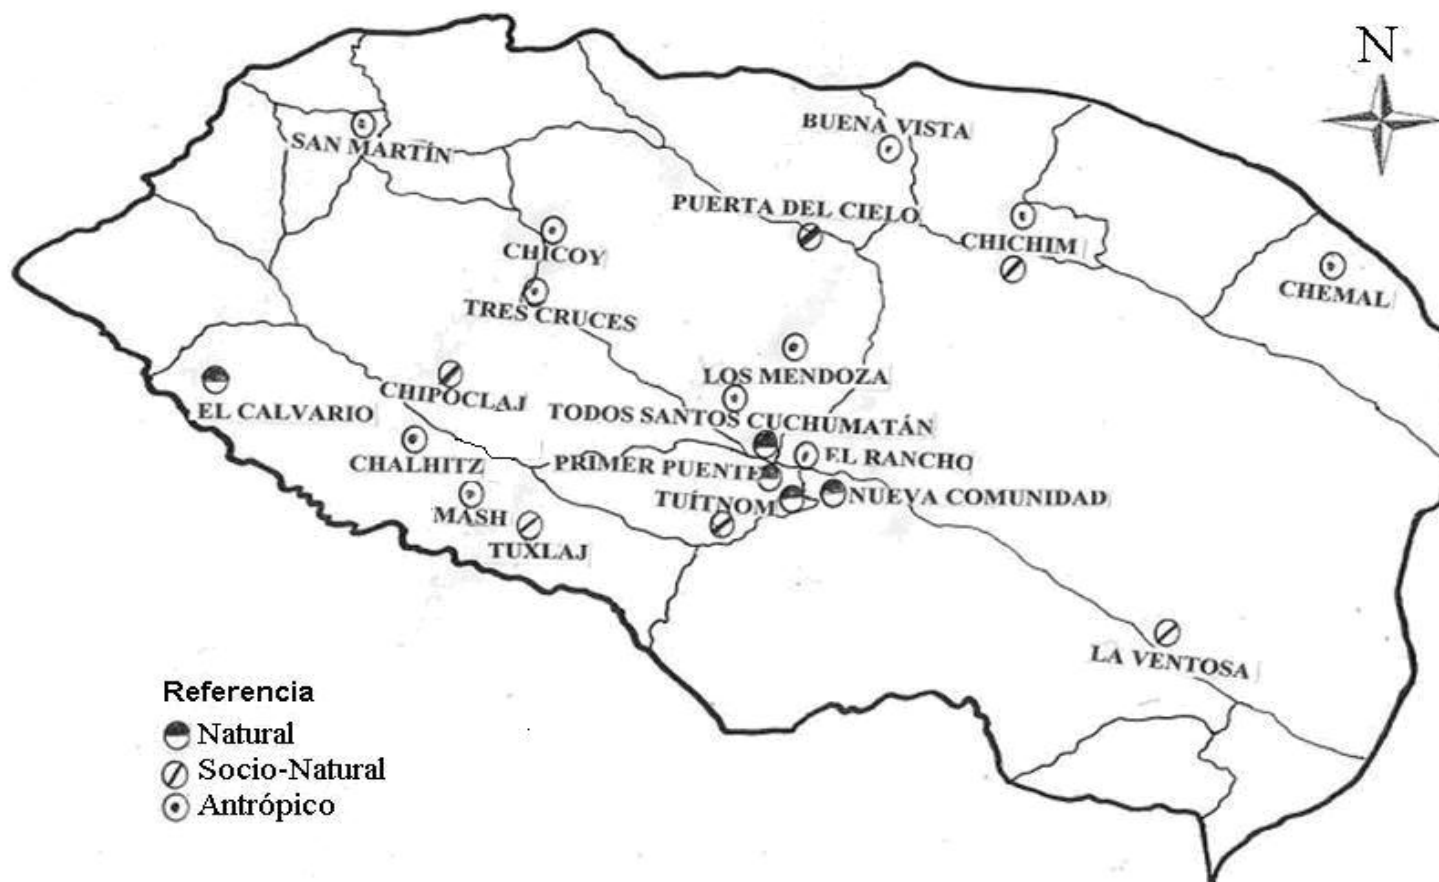 N
BUENA VISTA
SAN MARTÍN
PUERTA DEL CIELO
CHICHIM
CHICOY
CHEMAL
TRES CRUCES
LOS MENDOZA
CHIPOCLAJ
EL CALVARIO
TODOS SANTOS CUCHUMATÁN
CHALHITZ
PRIMER PUENTE
EL RANCHO
TUÍTNOM
NUEVA COMUNIDAD
MASH
TUXLAJ
LA VENTOSA
Referencia
Natural
Socio-Natural
Antrópico